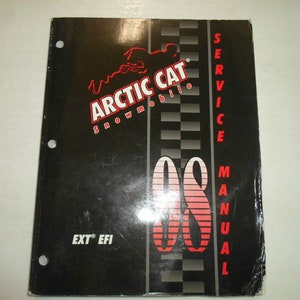 ARCTIC CAT®
Snowmobile
SERVICE MANUAL
98
EXT® EFI